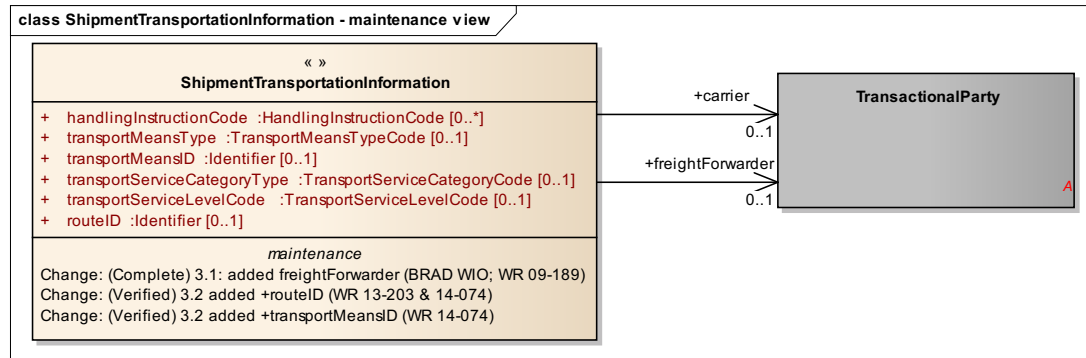 class ShipmentTransportationInformation - maintenance view
« »
ShipmentTransportationInformation
+ handlingInstructionCode :HandlingInstructionCode [0..*]
+ transportMeansType :TransportMeansTypeCode [0..1]
+ transportMeansID :Identifier [0..1]
+ transportServiceCategoryType :TransportServiceCategoryCode [0..1]
+ transportServiceLevelCode :TransportServiceLevelCode [0..1]
+ routeID :Identifier [0..1]
maintenance
Change: (Complete) 3.1: added freightForwarder (BRAD WIO; WR 09-189)
Change: (Verified) 3.2 added +routeID (WR 13-203 & 14-074)
Change: (Verified) 3.2 added +transportMeansID (WR 14-074)
+carrier
0..1
+freightForwarder
0..1
TransactionalParty
A